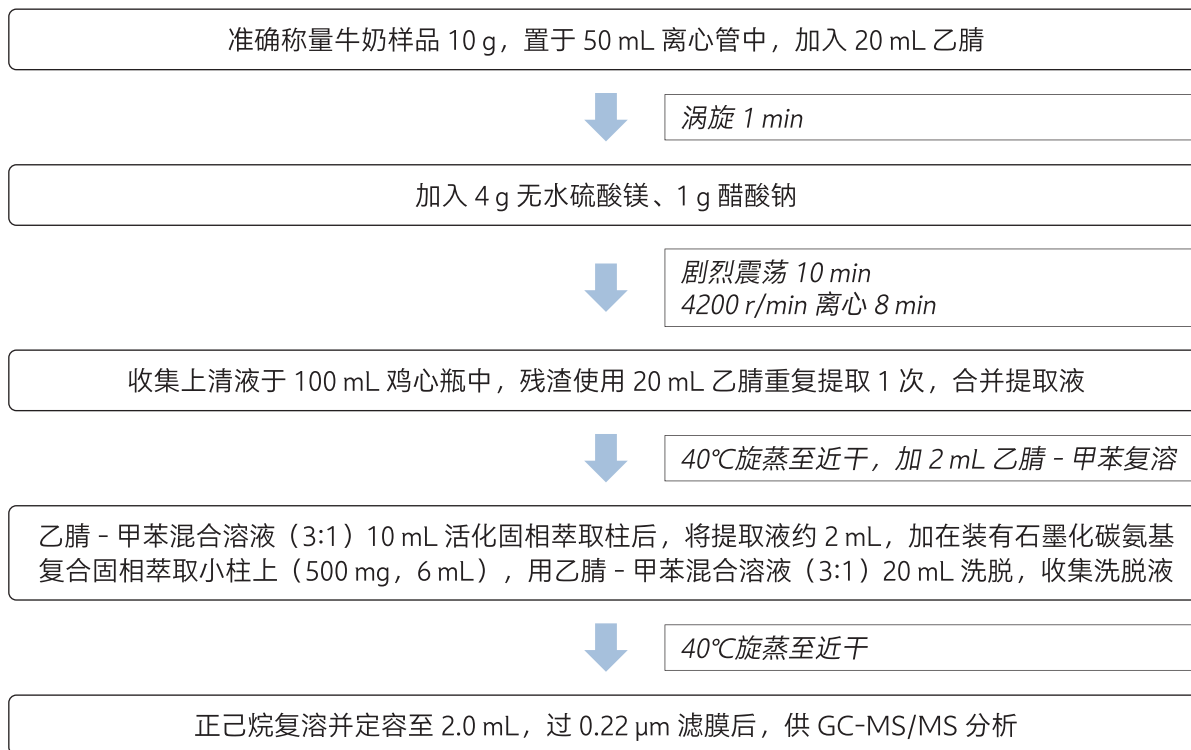 准确称量牛奶样品 10 g，置于 50 mL 离心管中，加入 20 mL 乙腈
涡旋 1 min
加入 4 g 无水硫酸镁、1 g 醋酸钠
剧烈震荡 10 min
4200 r/min 离心 8 min
收集上清液于 100 mL 鸡心瓶中，残渣使用 20 mL 乙腈重复提取 1 次，合并提取液
40℃旋蒸至近干，加 2 mL 乙腈 - 甲苯复溶
乙腈 - 甲苯混合溶液（3:1）10 mL 活化固相萃取柱后，将提取液约 2 mL，加在装有石墨化碳氨基
复合固相萃取小柱上（500 mg，6 mL），用乙腈 - 甲苯混合溶液（3:1）20 mL 洗脱，收集洗脱液
40℃旋蒸至近干
正己烷复溶并定容至 2.0 mL，过 0.22 μm 滤膜后，供 GC-MS/MS 分析